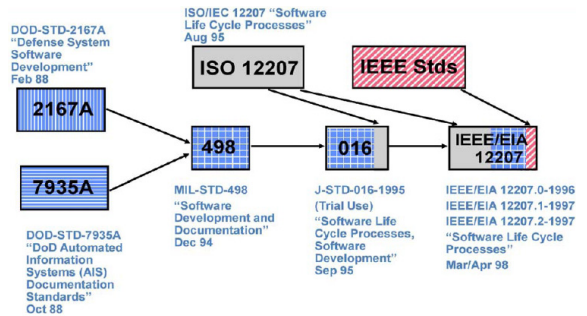 ISO/IEC 12207 “Software
Life Cycle Processes”
Aug 95
DOD-STD-2167A
“Defense System
Software
Development”
Feb 88
ISO 12207
IEEE Stds
2167A
498
016
IEEE/EIA
12207
7935A
MIL-STD-498
“Software
Development and
Documentation”
Dec 94
J-STD-016-1995
(Trial Use)
“Software Life
Cycle Processes,
Software
Development”
Sep 95
IEEE/EIA 12207.0-1996
IEEE/EIA 12207.1-1997
IEEE/EIA 12207.2-1997
“Software Life Cycle
Processes”
Mar/Apr 98
DOD-STD-7935A
“DoD Automated
Information
Systems (AIS)
Documentation
Standards”
Oct 88